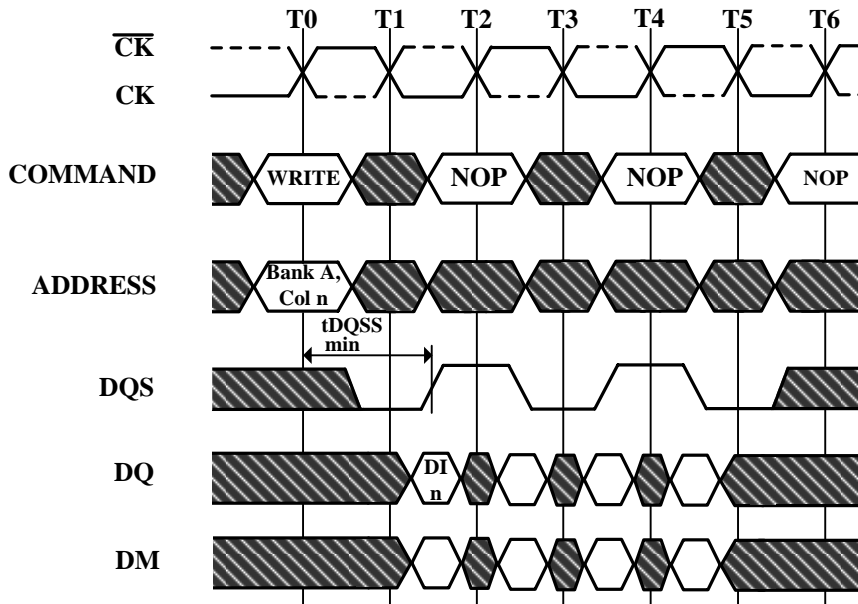 T0 T1 T2 T3 T4 T5 T6
CK
CK
COMMAND WRITE NOP NOP NOP
ADDRESS Bank A,
Col n
tDQSS
min
DQS
DQ DI
n
DM